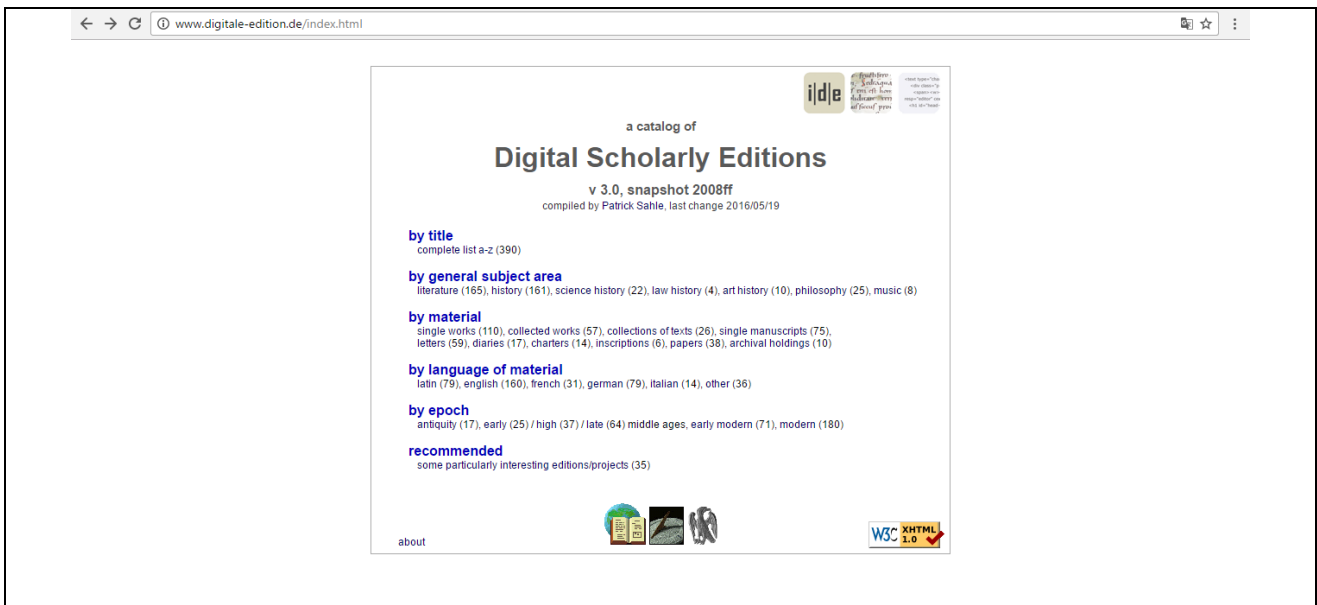 www.digitale-edition.de/index.html
i|d|e
a catalog of
Digital Scholarly Editions
v 3.0, snapshot 2008ff
compiled by Patrick Sahle, last change 2016/05/19
by title
complete list a-z (390)
by general subject area
literature (165), history (161), science history (22), law history (4), art history (10), philosophy (25), music (8)
by material
single works (110), collected works (57), collections of texts (26), single manuscripts (75),
letters (59), diaries (17), charters (14), inscriptions (6), papers (38), archival holdings (10)
by language of material
latin (79), english (160), french (31), german (79), italian (14), other (36)
by epoch
antiquity (17), early (25) / high (37) / late (64) middle ages, early modern (71), modern (180)
recommended
some particularly interesting editions/projects (35)
about
W3C XHTML
1.0